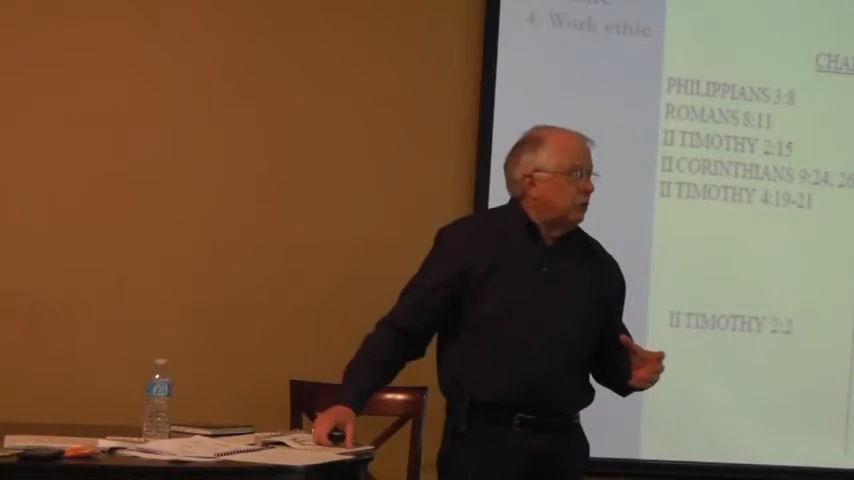 4. Work ethic
PHILIPPIANS 3:8
ROMANS 8:11
II TIMOTHY 2:15
II CORINTHIANS 9:24, 26
II TIMOTHY 4:19-21
II TIMOTHY 2:2